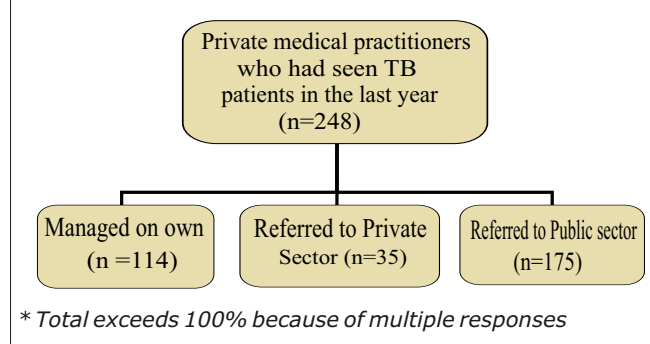 Private medical practitioners
who had seen TB
patients in the last year
(n=248)
Managed on own
(n =114)
Referred to Private
Sector (n=35)
Referred to Public sector
(n=175)
* Total exceeds 100% because of multiple responses